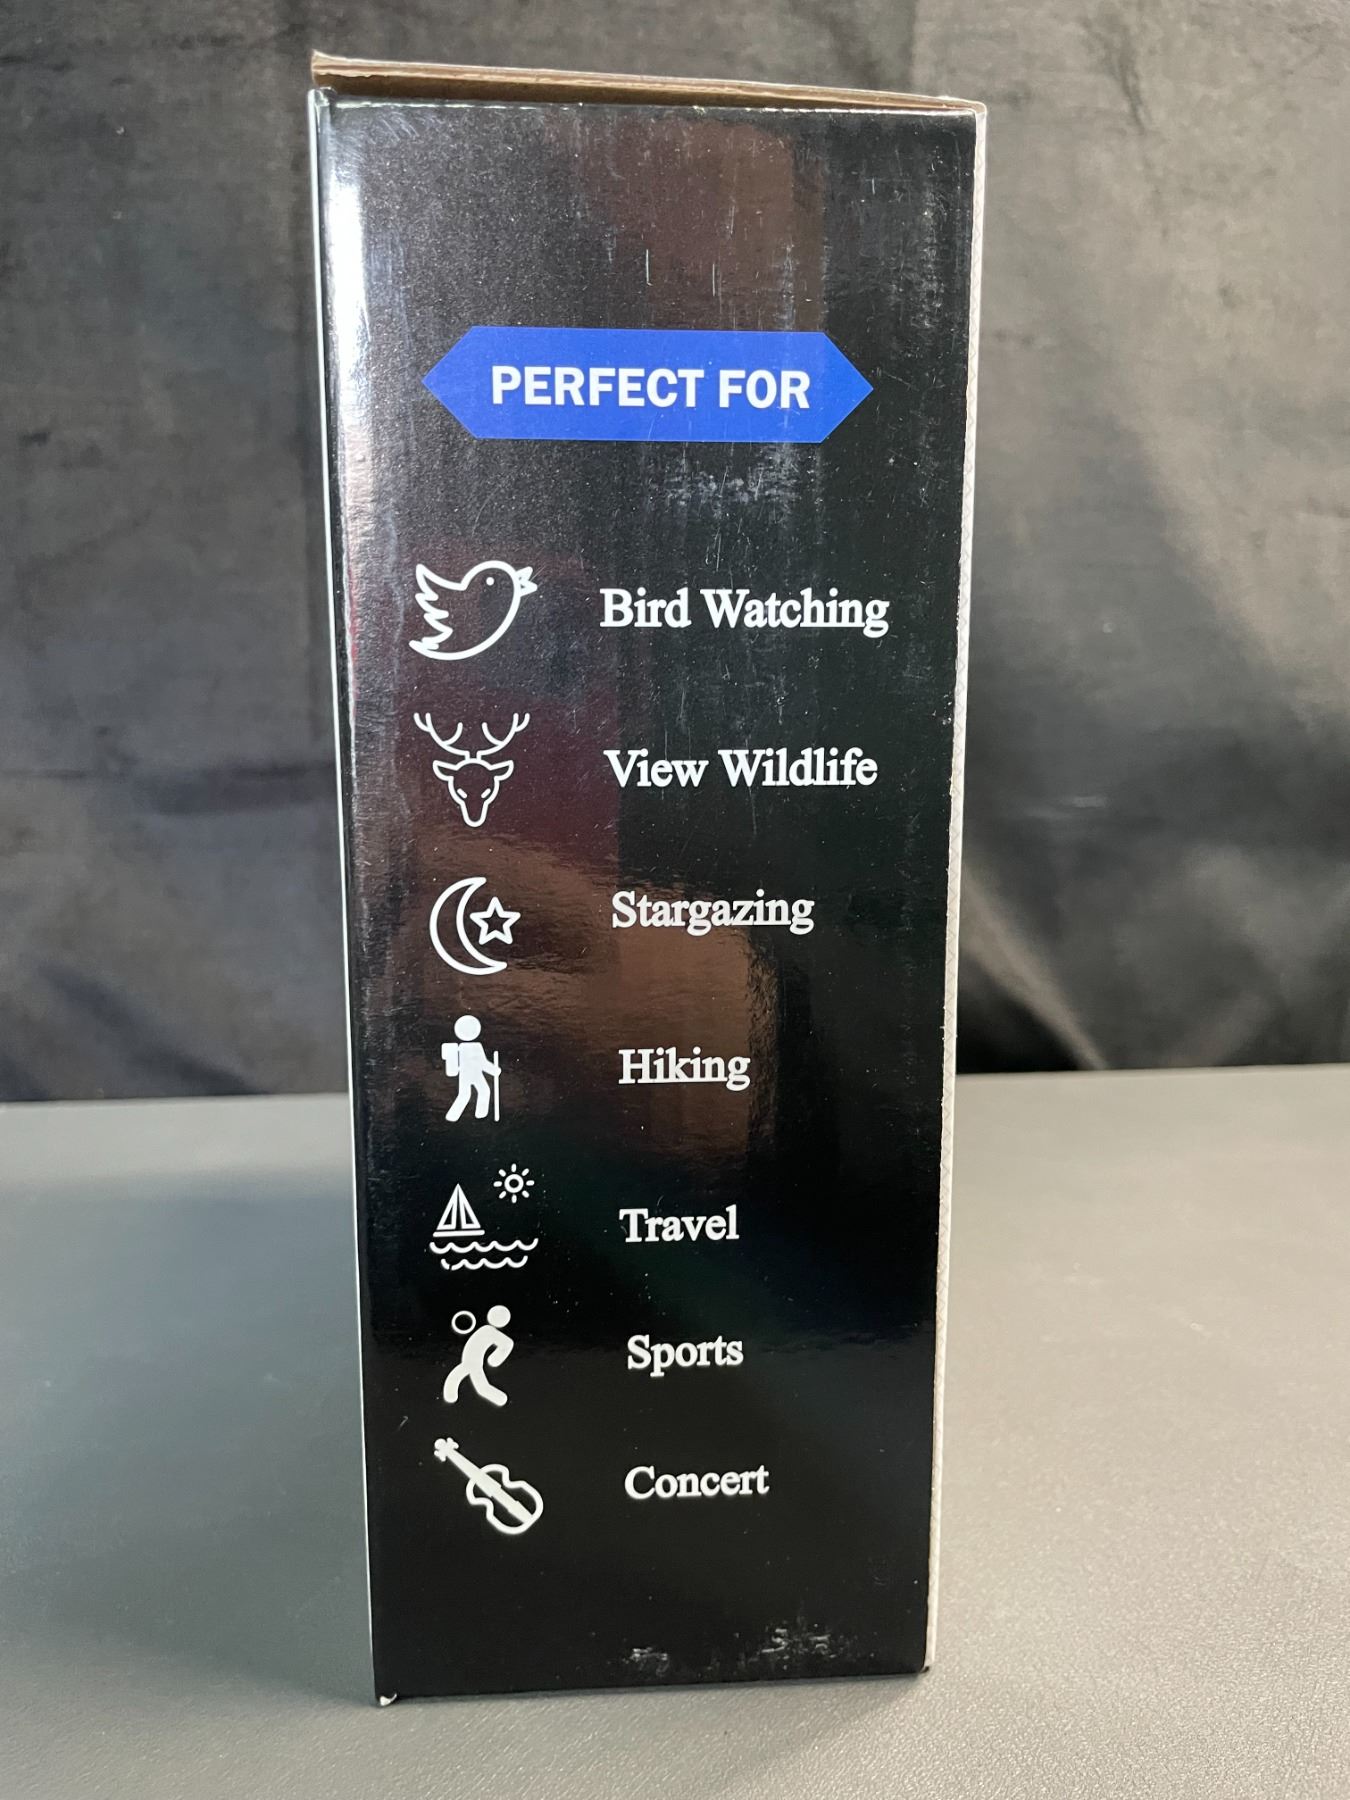 PERFECT FOR
Bird Watching
View Wildlife
Stargazing
Hiking
Travel
Sports
Concert